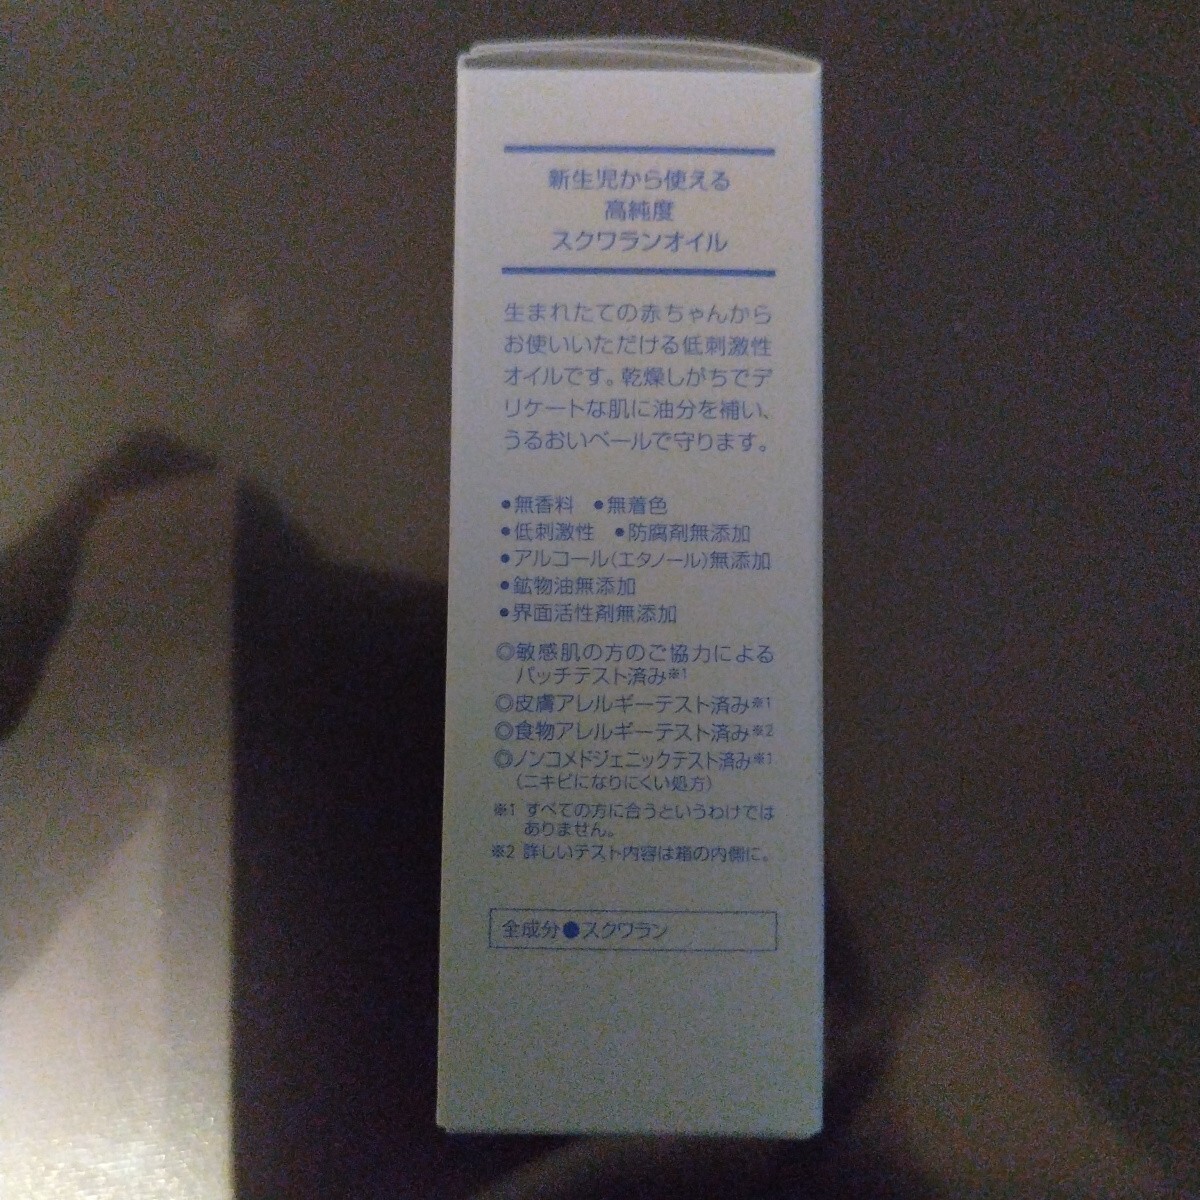 新生児から使える
高純度
スクワランオイル
生まれたての赤ちゃんから
お使いいただける低刺激性
オイルです。乾燥しがちでデ
リケートな肌に油分を補い、
うるおいベールで守ります。
●無香料 ●無着色
●低刺激性 ●防腐剤無添加
●アルコール(エタノール)無添加
●鉱物油無添加
●界面活性剤無添加
◎敏感肌の方のご協力による
パッチテスト済み※1
◎皮膚アレルギーテスト済み※1
◎食物アレルギーテスト済み※2
◎ノンコメドジェニックテスト済み※1
(ニキビになりにくい処方)
※1 すべての方に合うというわけでは
ありません。
※2 詳しいテスト内容は箱の内側に。
全成分●スクワラン